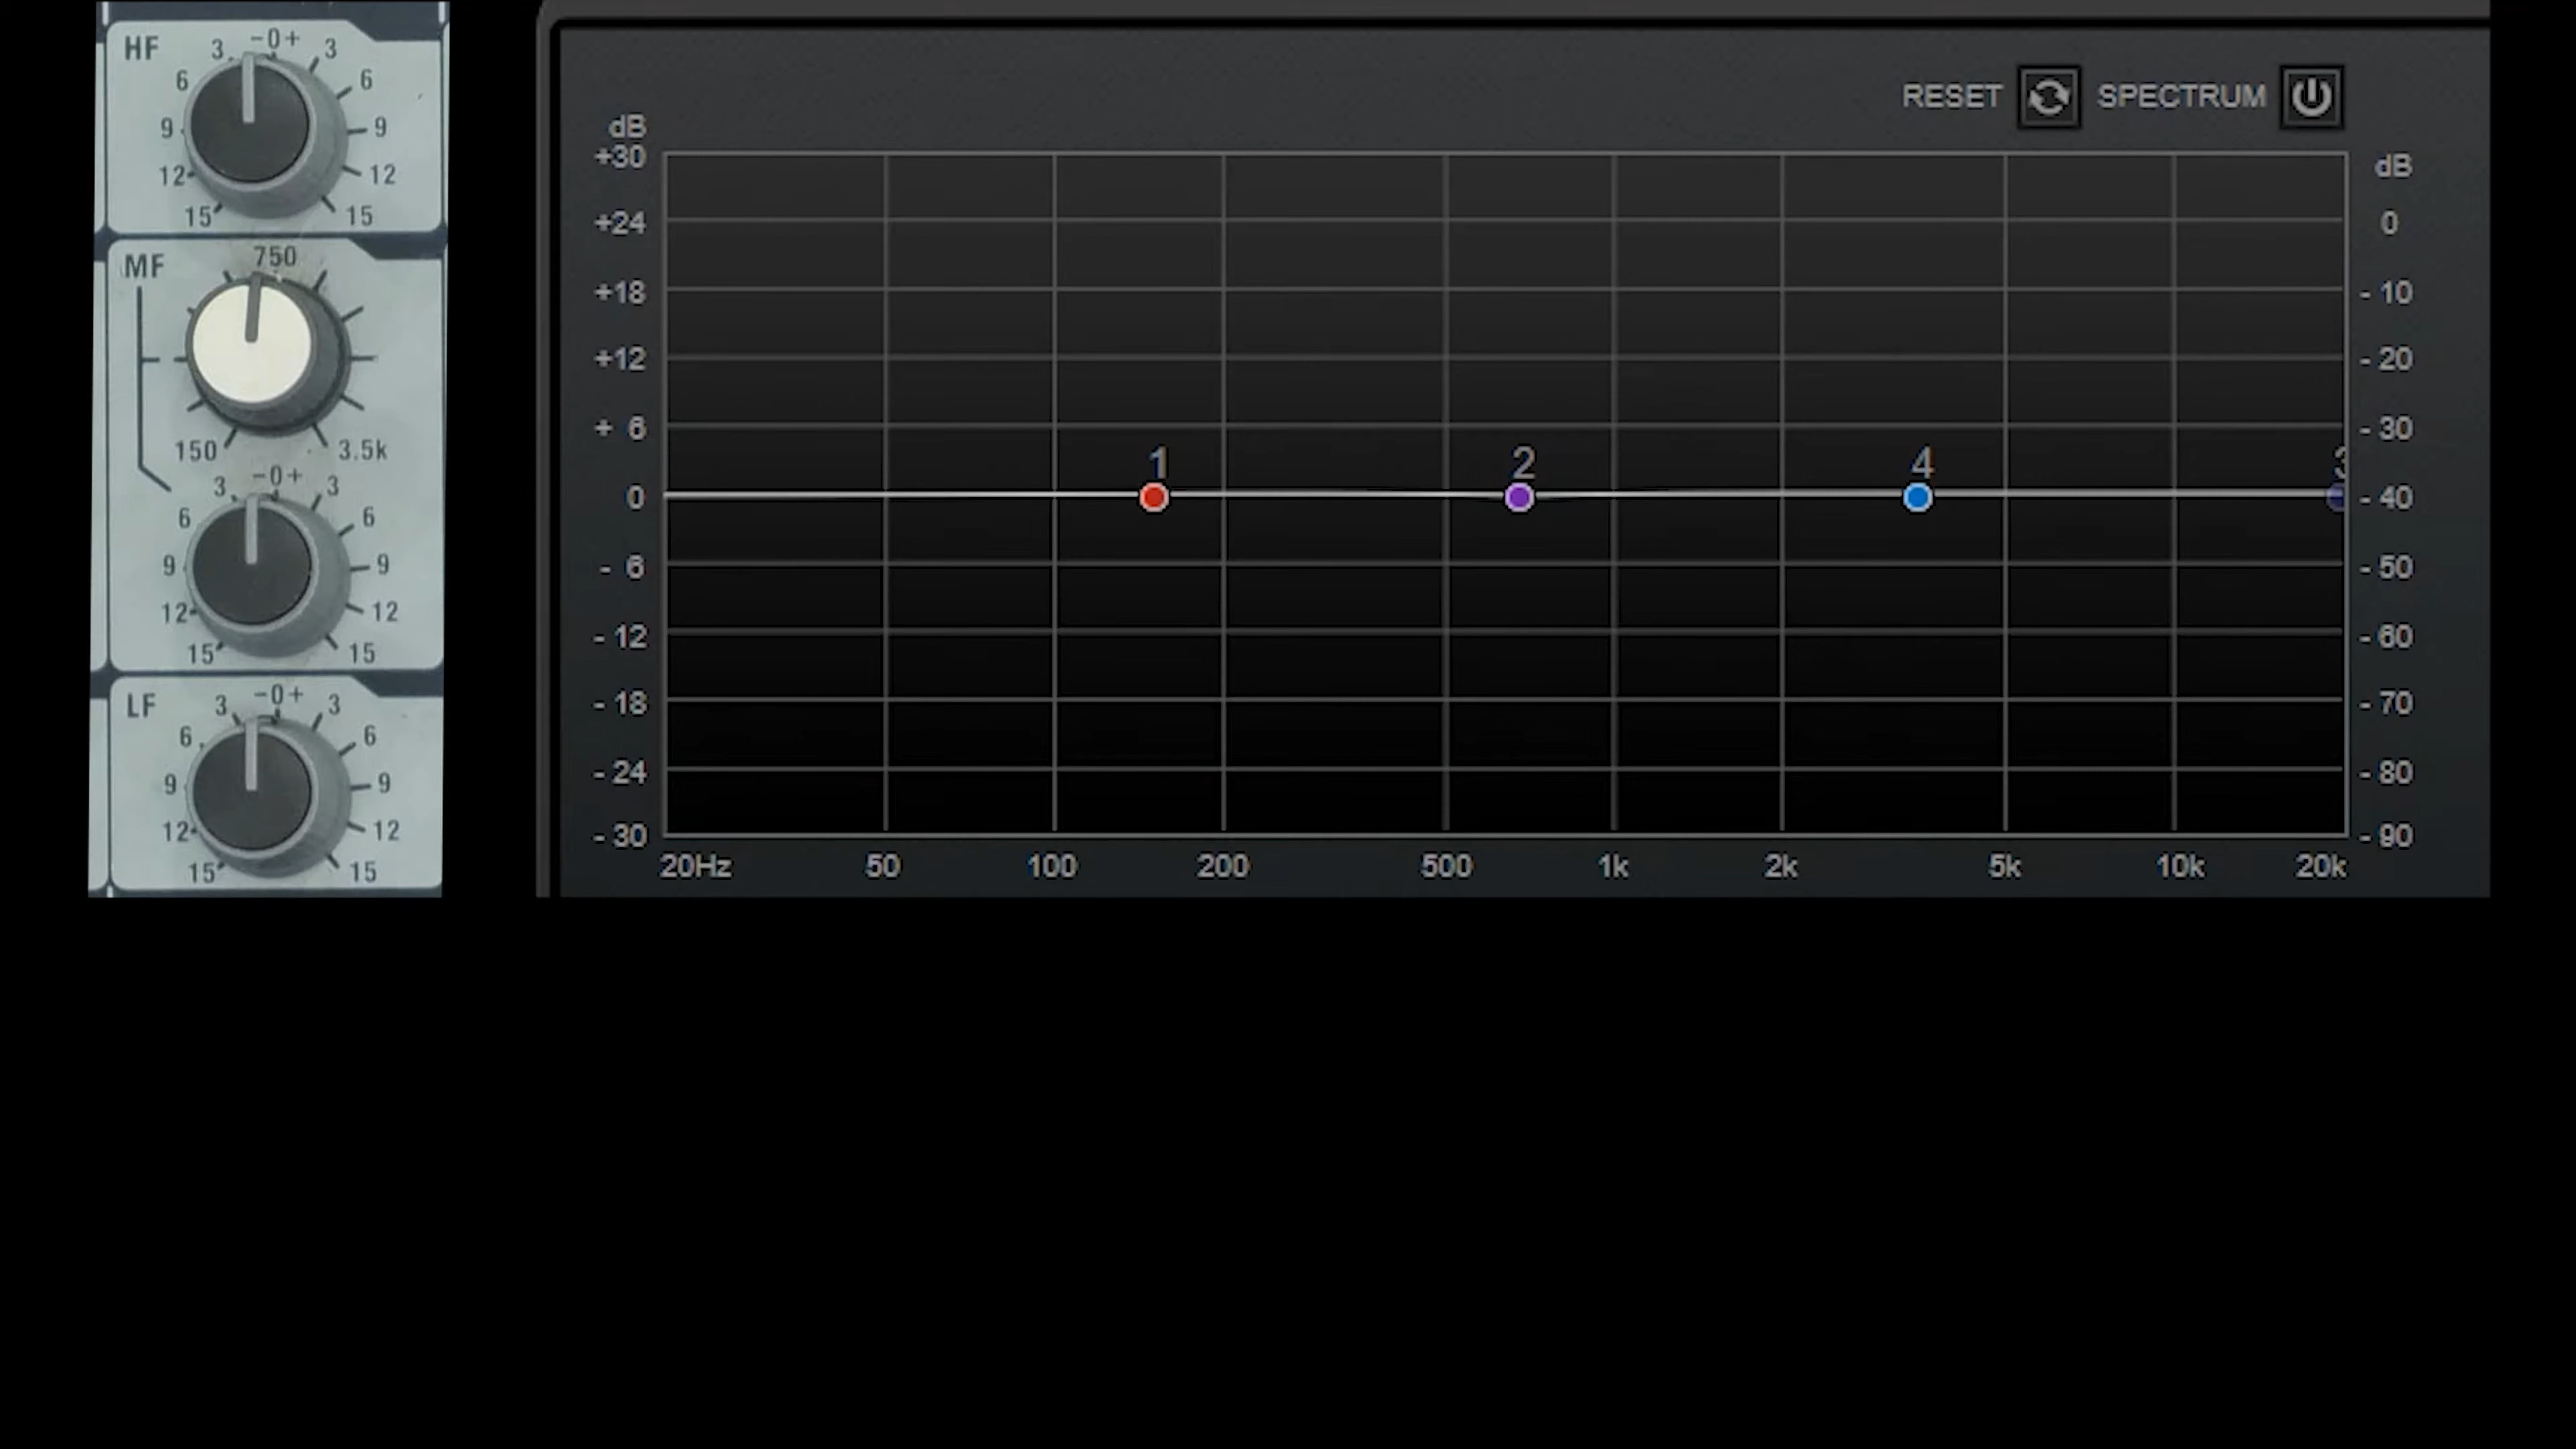 HF
-0+
3 3
6 6
9 9
12 12
15 15
MF
750
150 3.5k
-0+
3 3
6 6
9 9
12 12
15 15
LF
-0+
3 3
6 6
9 9
12 12
15 15
RESET SPECTRUM
dB dB
+30
+24 0
+18 - 10
+12 - 20
+ 6 - 30
1 2 4 3
0 - 40
- 6 - 50
- 12 - 60
- 18 - 70
- 24 - 80
- 30 - 90
20Hz 50 100 200 500 1k 2k 5k 10k 20k